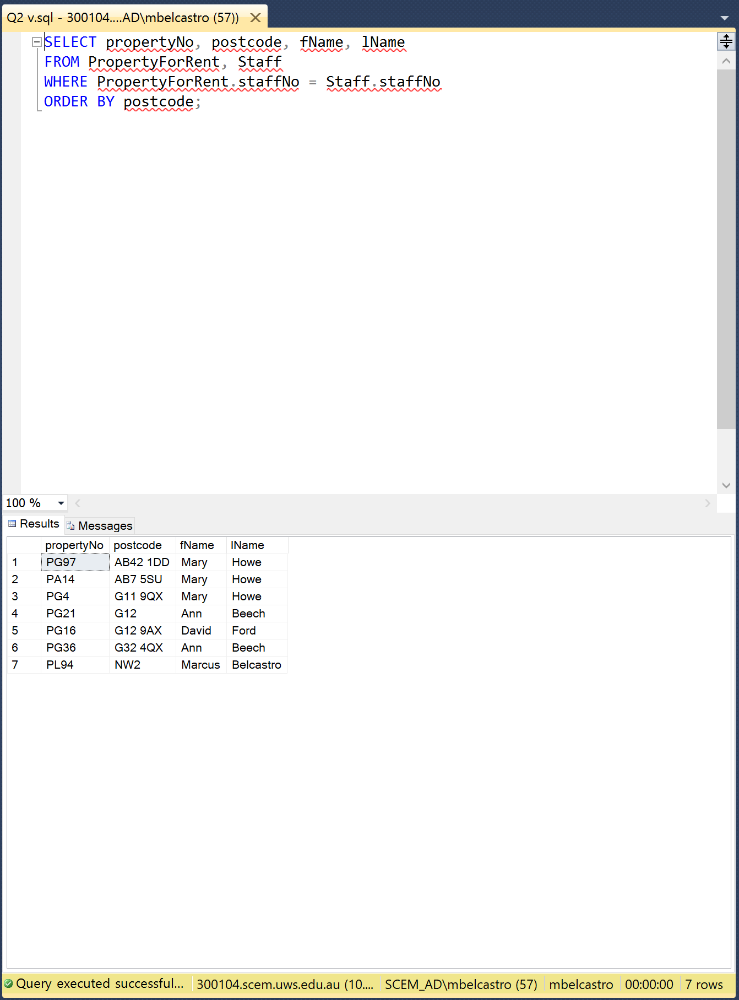 Q2 v.sql - 300104....AD\mbelcastro (57))
SELECT propertyNo, postcode, fName, lName
FROM PropertyForRent, Staff
WHERE PropertyForRent.staffNo = Staff.staffNo
ORDER BY postcode;
100 %
Results Messages
propertyNo postcode fName lName
1 PG97 AB42 1DD Mary Howe
2 PA14 AB7 5SU Mary Howe
3 PG4 G11 9QX Mary Howe
4 PG21 G12 Ann Beech
5 PG16 G12 9AX David Ford
6 PG36 G32 4QX Ann Beech
7 PL94 NW2 Marcus Belcastro
Query executed successful... 300104.scem.uws.edu.au (10.... SCEM_AD\mbelcastro (57) mbelcastro 00:00:00 7 rows